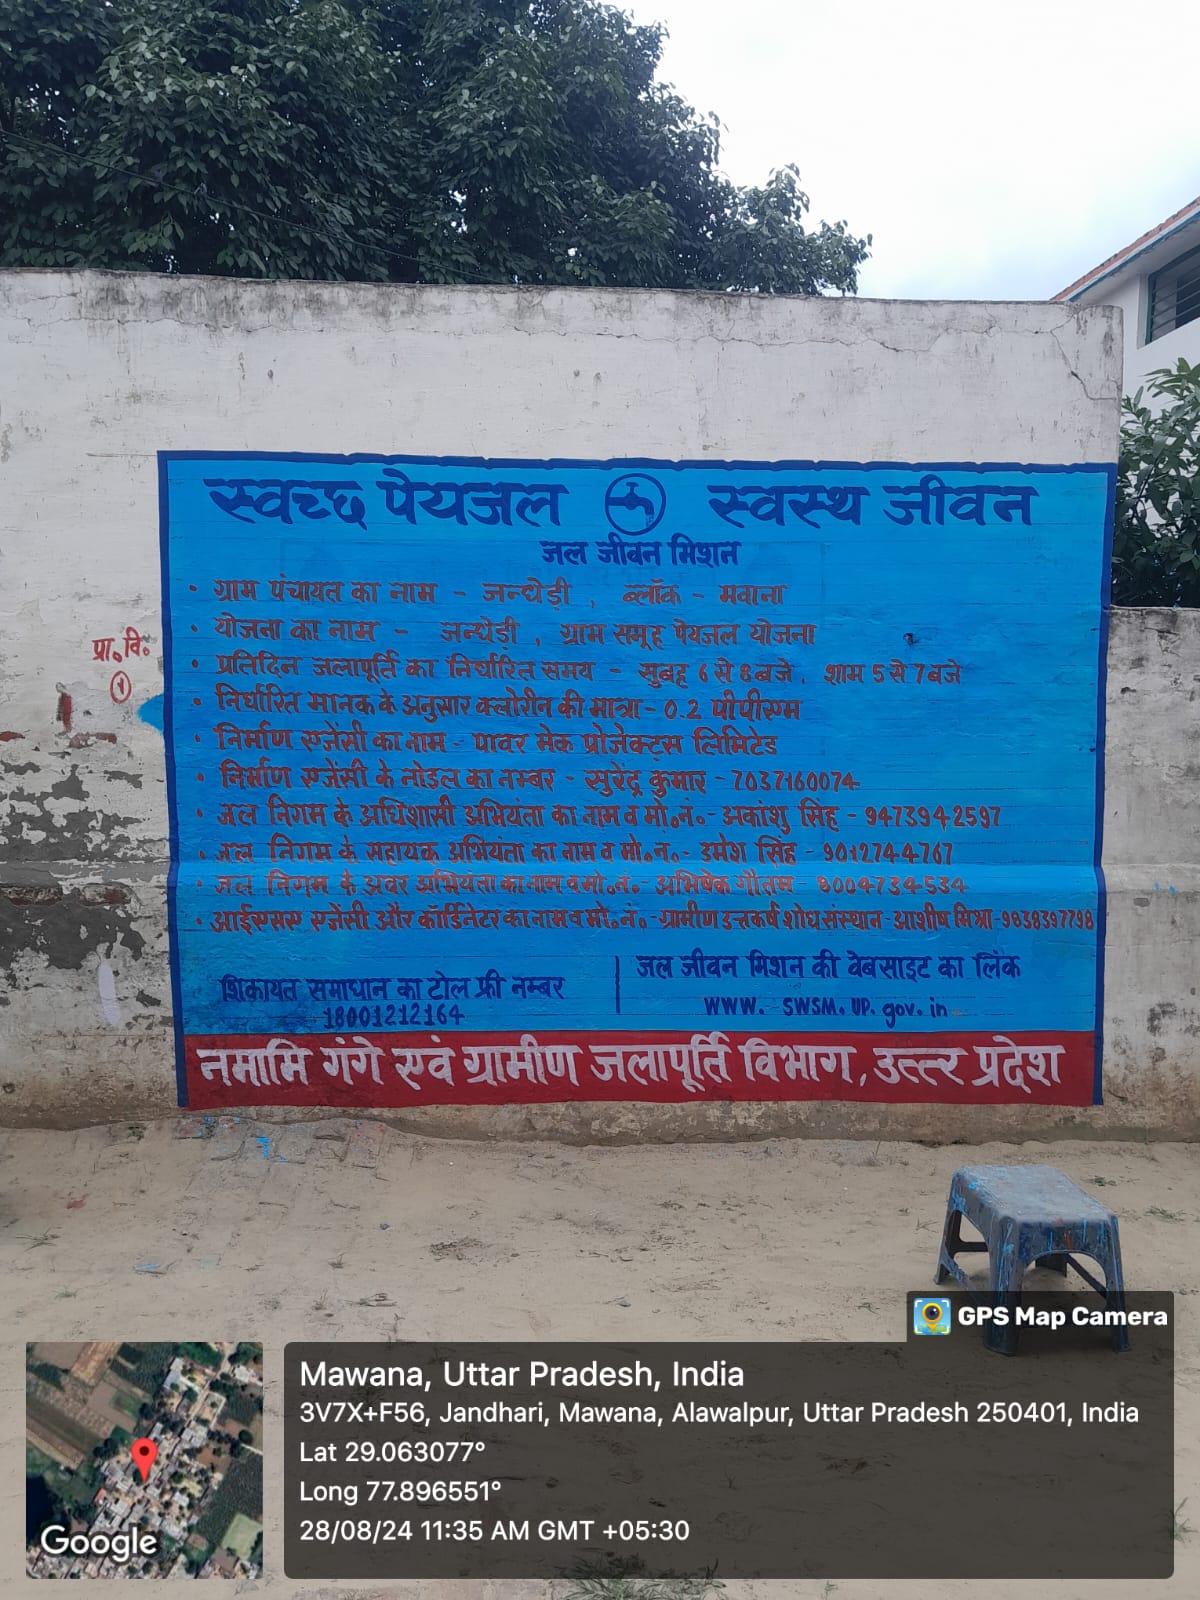 स्वच्छ पेयजल स्वस्थ जीवन
जल जीवन मिशन
• ग्राम पंचायत का नाम - जन्धेड़ी , ब्लॉक - मवाना
• योजना का नाम - जन्धेड़ी , ग्राम समूह पेयजल योजना
• प्रतिदिन जलापूर्ति का निर्धारित समय - सुबह 6 से 8 बजे , शाम 5 से 7 बजे
• निर्धारित मानक के अनुसार क्लोरीन की मात्रा - 0.2 पीपीएम
• निर्माण एजेंसी का नाम - पावर मेक प्रोजेक्ट्स लिमिटेड
• निर्माण एजेंसी के नोडल का नम्बर - सुरेंद्र कुमार - 7037160074
• जल निगम के अधिशासी अभियंता का नाम व मो॰ नं॰ - अकांशु सिंह - 9473942597
• जल निगम के सहायक अभियंता का नाम व मो॰ न॰ - उमेश सिंह - 9012744767
• जल निगम के अवर अभियंता का नाम व मो॰ नं॰ - अभिषेक गौतम - 8004734534
• आईएसएस एजेंसी और कॉर्डिनेटर का नाम व मो॰ नं॰ - ग्रामीण उत्तकर्ष शोध संस्थान - आशीष मिश्रा - 9838397798
शिकायत समाधान का टोल फ्री नम्बर
18001212164
जल जीवन मिशन की वेबसाइट का लिंक
WWW. SWSM. UP. gov. in
नमामि गंगे एवं ग्रामीण जलापूर्ति विभाग, उत्तर प्रदेश
प्रा॰ वि॰
१
GPS Map Camera
Mawana, Uttar Pradesh, India
3V7X+F56, Jandhari, Mawana, Alawalpur, Uttar Pradesh 250401, India
Lat 29.063077°
Long 77.896551°
28/08/24 11:35 AM GMT +05:30
Google